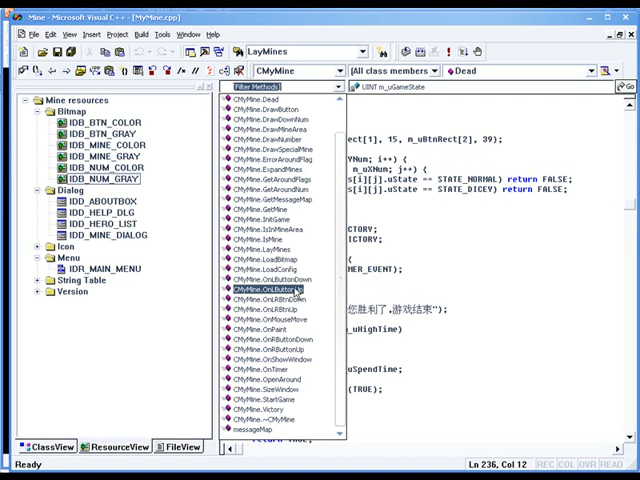 Mine - Microsoft Visual C++ - [MyMine.cpp]
File Edit View Insert Project Build Tools Window Help
LayMines
CMyMine
[All class members]
Dead
[Filter Methods]
UINT m_uGameState
Go
Mine resources
Bitmap
IDB_BTN_COLOR
IDB_BTN_GRAY
IDB_MINE_COLOR
IDB_MINE_GRAY
IDB_NUM_COLOR
IDB_NUM_GRAY
Dialog
IDD_ABOUTBOX
IDD_HELP_DLG
IDD_HERO_LIST
IDD_MINE_DIALOG
Icon
Menu
IDR_MAIN_MENU
String Table
Version
CMyMine.Dead
CMyMine.DrawButton
CMyMine.DrawDownNum
CMyMine.DrawMineArea
CMyMine.DrawNumber
CMyMine.DrawSpecialMine
CMyMine.ErrorAroundFlag
CMyMine.ExpandMines
CMyMine.GetAroundFlags
CMyMine.GetAroundNum
CMyMine.GetMessageMap
CMyMine.GetMine
CMyMine.InitGame
CMyMine.IsInMineArea
CMyMine.IsMine
CMyMine.LayMines
CMyMine.LoadBitmap
CMyMine.LoadConfig
CMyMine.OnLButtonDown
CMyMine.OnLButtonUp
CMyMine.OnLRBtnDown
CMyMine.OnLRBtnUp
CMyMine.OnMouseMove
CMyMine.OnPaint
CMyMine.OnRButtonDown
CMyMine.OnRButtonUp
CMyMine.OnShowWindow
CMyMine.OnTimer
CMyMine.OpenAround
CMyMine.SizeWindow
CMyMine.StartGame
CMyMine.Victory
CMyMine.~CMyMine
messageMap
ect[1], 15, m_uBtnRect[2], 39);
YNum; i++) {
m_uXNum; j++) {
s[i][j].uState == STATE_NORMAL) return FALSE;
s[i][j].uState == STATE_DICEY) return FALSE;
CTORY;
ICTORY;
MER_EVENT);
您胜利了,游戏结束");
_uHighTime)
uSpendTime;
(TRUE);
return TRUE;
ClassView ResourceView FileView
Ready
Ln 236, Col 12
REC COL OVR READ